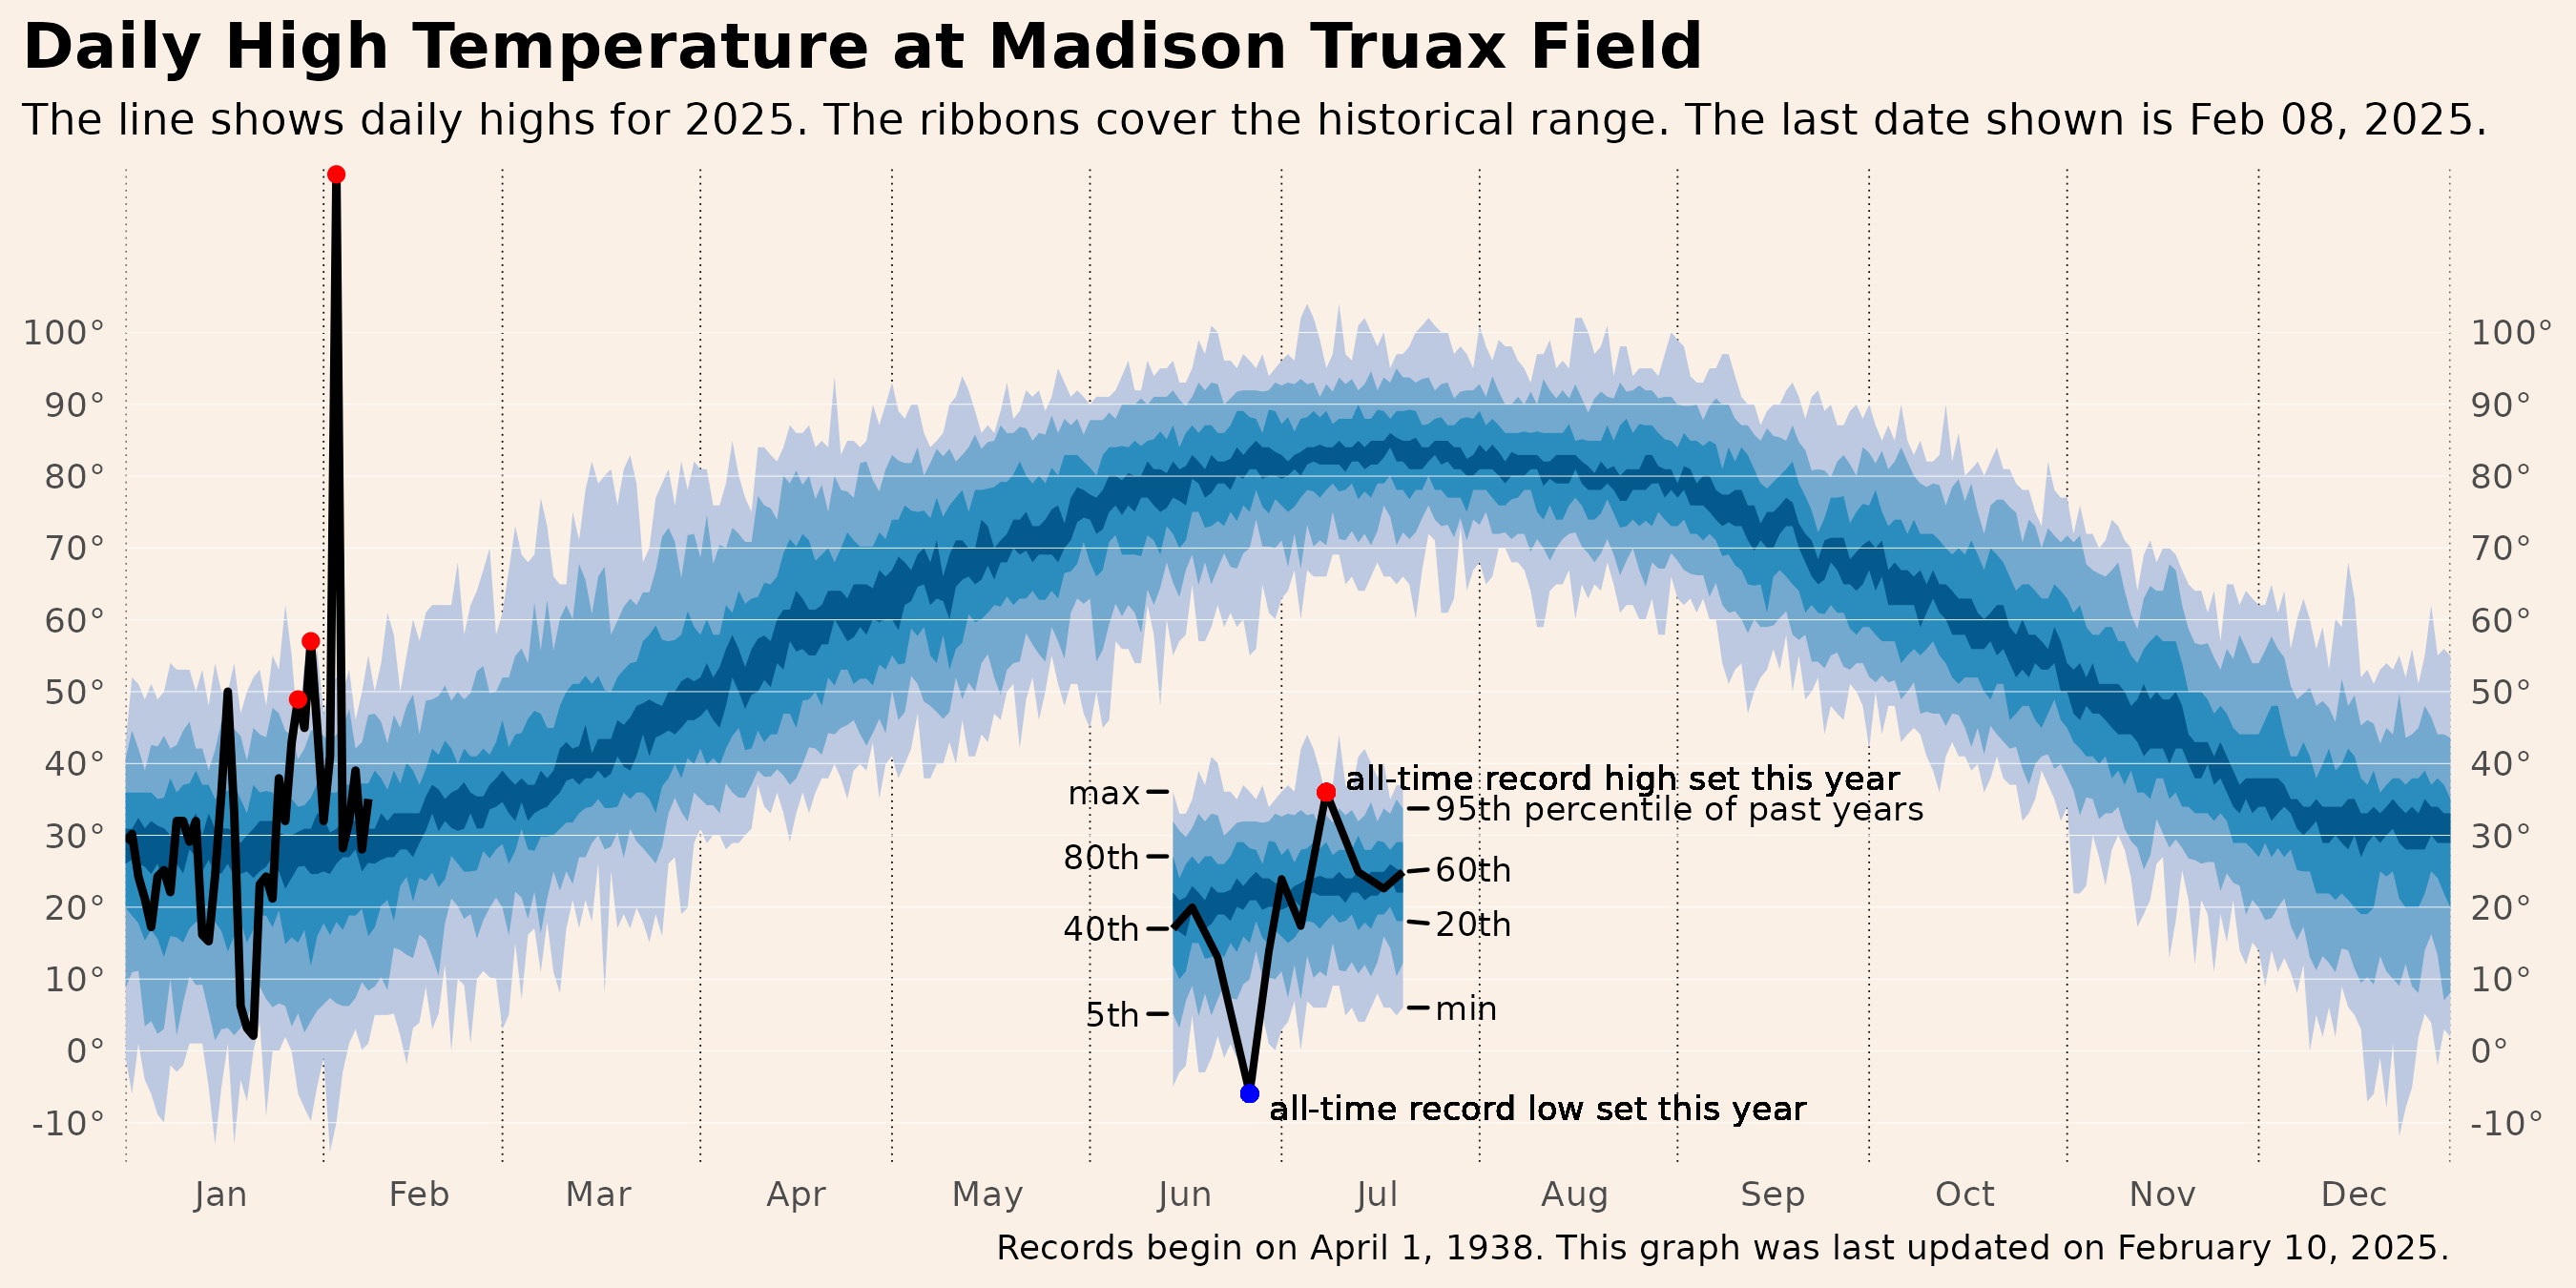 Daily High Temperature at Madison Truax Field
The line shows daily highs for 2025. The ribbons cover the historical range. The last date shown is Feb 08, 2025.
100° 100°
90° 90°
80° 80°
70° 70°
60° 60°
50° 50°
40° 40°
30° 30°
20° 20°
10° 10°
0° 0°
-10° -10°
all-time record high set this year
max
95th percentile of past years
80th
60th
40th
20th
5th
min
all-time record low set this year
Jan Feb Mar Apr May Jun Jul Aug Sep Oct Nov Dec
Records begin on April 1, 1938. This graph was last updated on February 10, 2025.